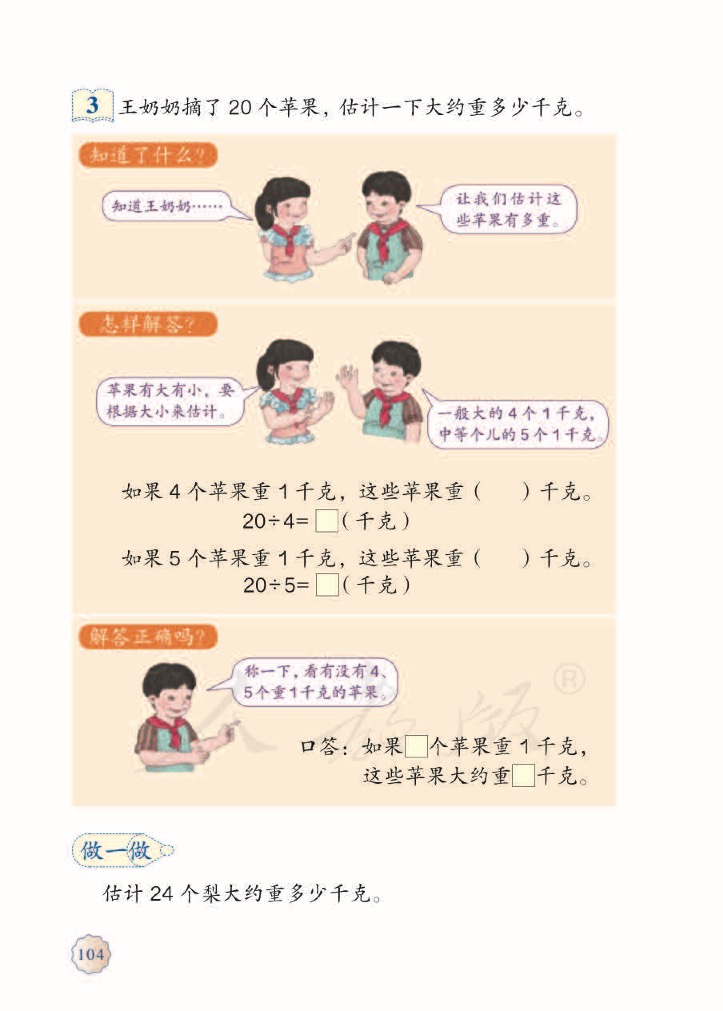 3 王奶奶摘了 20 个苹果，估计一下大约重多少千克。
知道了什么？
知道王奶奶……
让我们估计这
些苹果有多重。
怎样解答？
苹果有大有小，要
根据大小来估计。
一般大的 4 个 1 千克，
中等个儿的 5 个 1 千克。
如果 4 个苹果重 1 千克，这些苹果重（　　）千克。
20÷4=□（千克）
如果 5 个苹果重 1 千克，这些苹果重（　　）千克。
20÷5=□（千克）
解答正确吗？
称一下，看有没有 4、
5个重1千克的苹果。
人教版®
口答：如果□个苹果重 1 千克，
这些苹果大约重□千克。
做一做
估计 24 个梨大约重多少千克。
104